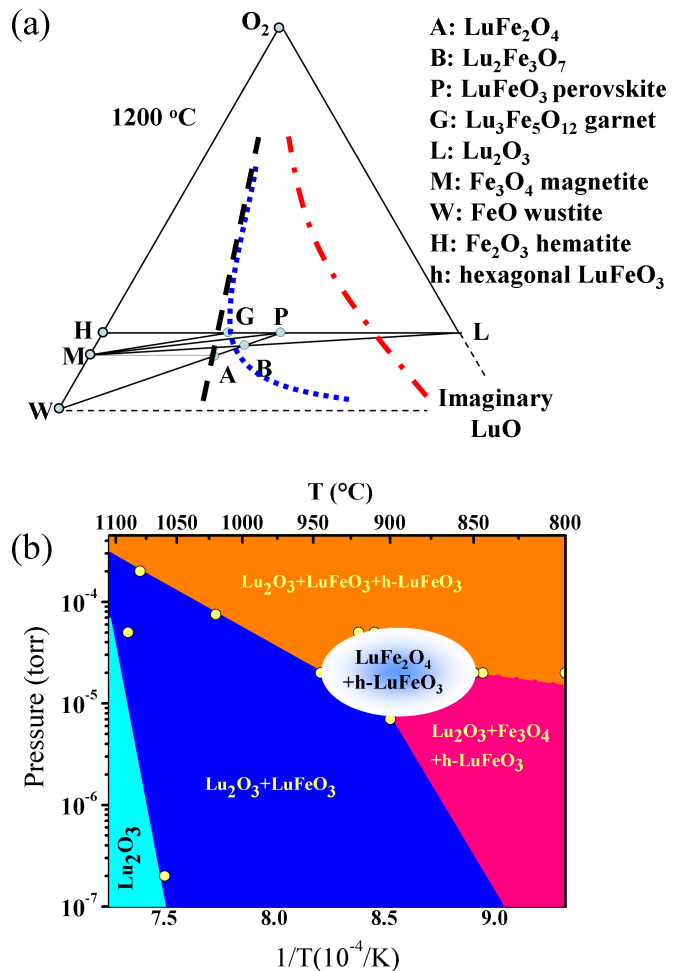 (a)
O₂
1200 °C
A: LuFe₂O₄
B: Lu₂Fe₃O₇
P: LuFeO₃ perovskite
G: Lu₃Fe₅O₁₂ garnet
L: Lu₂O₃
M: Fe₃O₄ magnetite
W: FeO wustite
H: Fe₂O₃ hematite
h: hexagonal LuFeO₃
H
G
P
L
M
A
B
W
Imaginary
LuO
(b)
T (°C)
1100 1050 1000 950 900 850 800
Pressure (torr)
10⁻⁴
10⁻⁵
10⁻⁶
10⁻⁷
Lu₂O₃+LuFeO₃+h-LuFeO₃
LuFe₂O₄
+h-LuFeO₃
Lu₂O₃+Fe₃O₄
+h-LuFeO₃
Lu₂O₃+LuFeO₃
Lu₂O₃
7.5 8.0 8.5 9.0
1/T(10⁻⁴/K)